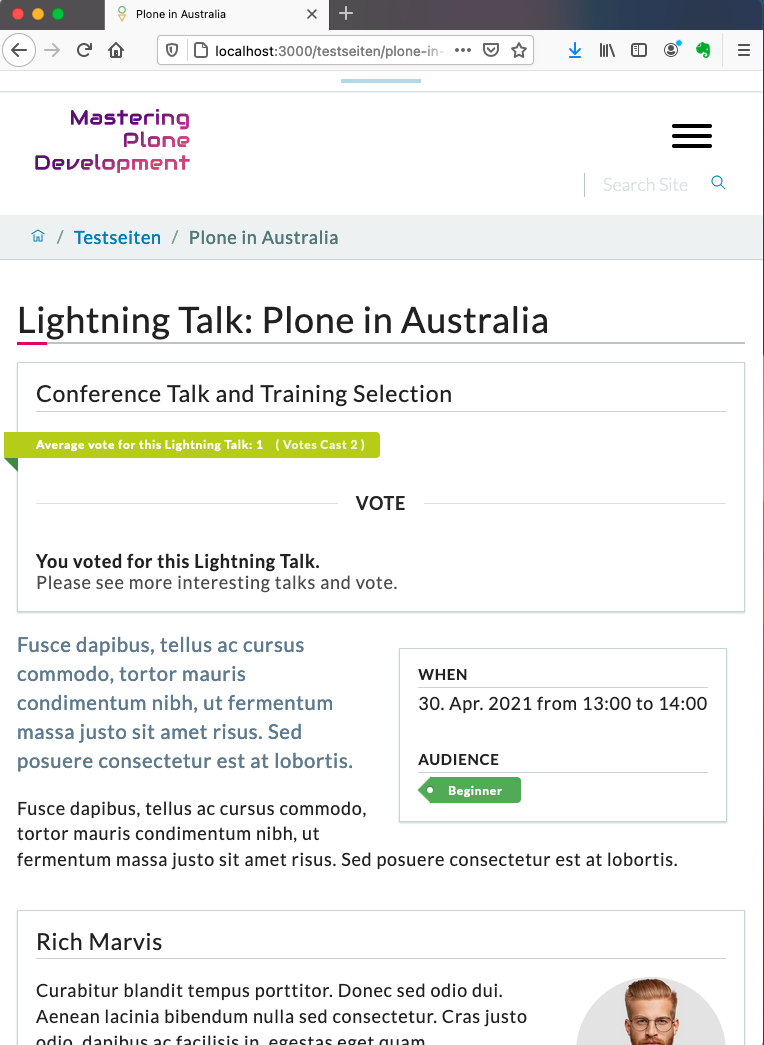 Plone in Australia
localhost:3000/testseiten/plone-in-
Mastering
Plone
Development
Search Site
/ Testseiten / Plone in Australia
Lightning Talk: Plone in Australia
Conference Talk and Training Selection
Average vote for this Lightning Talk: 1 ( Votes Cast 2 )
VOTE
You voted for this Lightning Talk.
Please see more interesting talks and vote.
Fusce dapibus, tellus ac cursus
commodo, tortor mauris
condimentum nibh, ut fermentum
massa justo sit amet risus. Sed
posuere consectetur est at lobortis.
WHEN
30. Apr. 2021 from 13:00 to 14:00
AUDIENCE
Beginner
Fusce dapibus, tellus ac cursus commodo,
tortor mauris condimentum nibh, ut
fermentum massa justo sit amet risus. Sed posuere consectetur est at lobortis.
Rich Marvis
Curabitur blandit tempus porttitor. Donec sed odio dui.
Aenean lacinia bibendum nulla sed consectetur. Cras justo
odio, dapibus ac facilisis in, egestas eget quam.